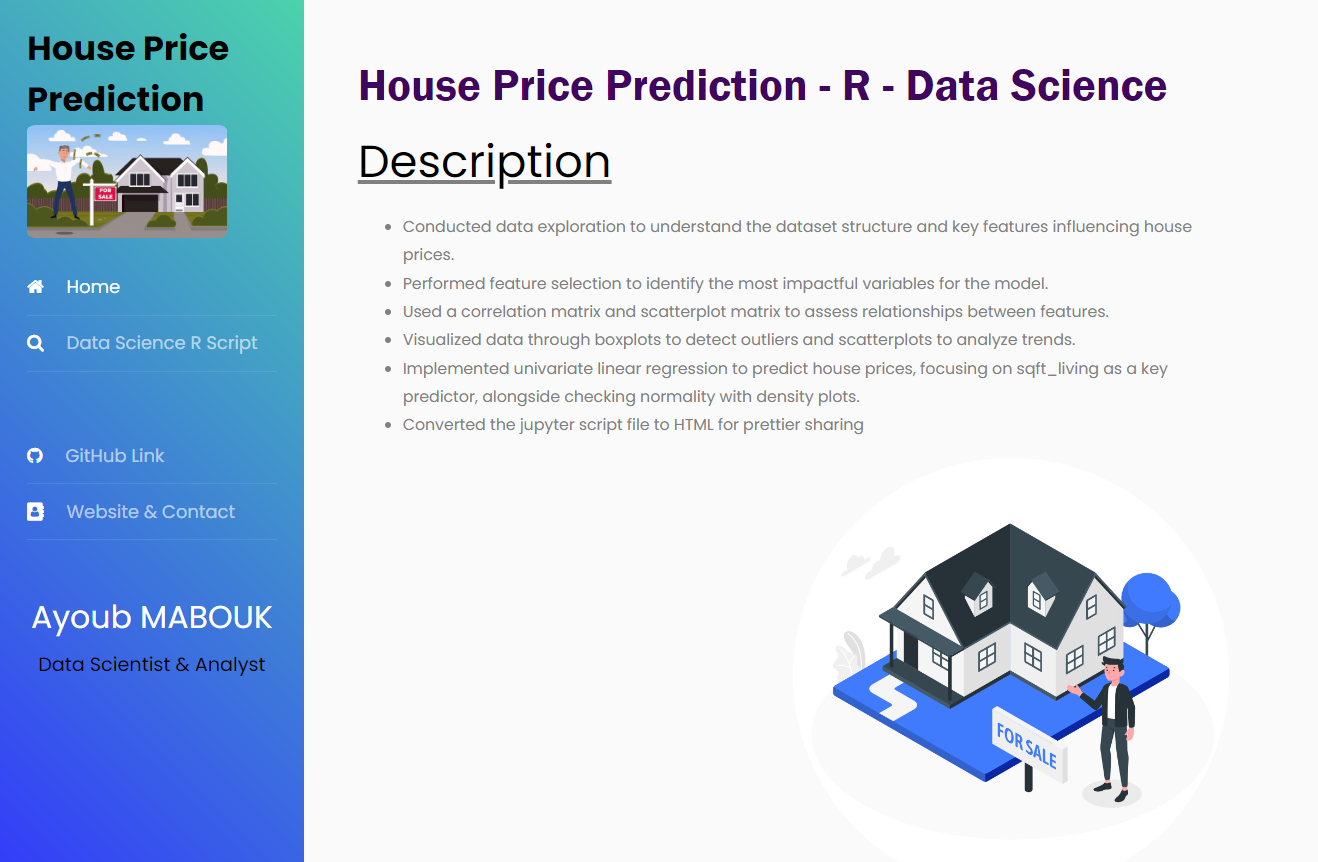 House Price
Prediction
FOR
SALE
Home
Data Science R Script
GitHub Link
Website & Contact
Ayoub MABOUK
Data Scientist & Analyst
House Price Prediction - R - Data Science
Description
Conducted data exploration to understand the dataset structure and key features influencing house
prices.
Performed feature selection to identify the most impactful variables for the model.
Used a correlation matrix and scatterplot matrix to assess relationships between features.
Visualized data through boxplots to detect outliers and scatterplots to analyze trends.
Implemented univariate linear regression to predict house prices, focusing on sqft_living as a key
predictor, alongside checking normality with density plots.
Converted the jupyter script file to HTML for prettier sharing
FOR SALE